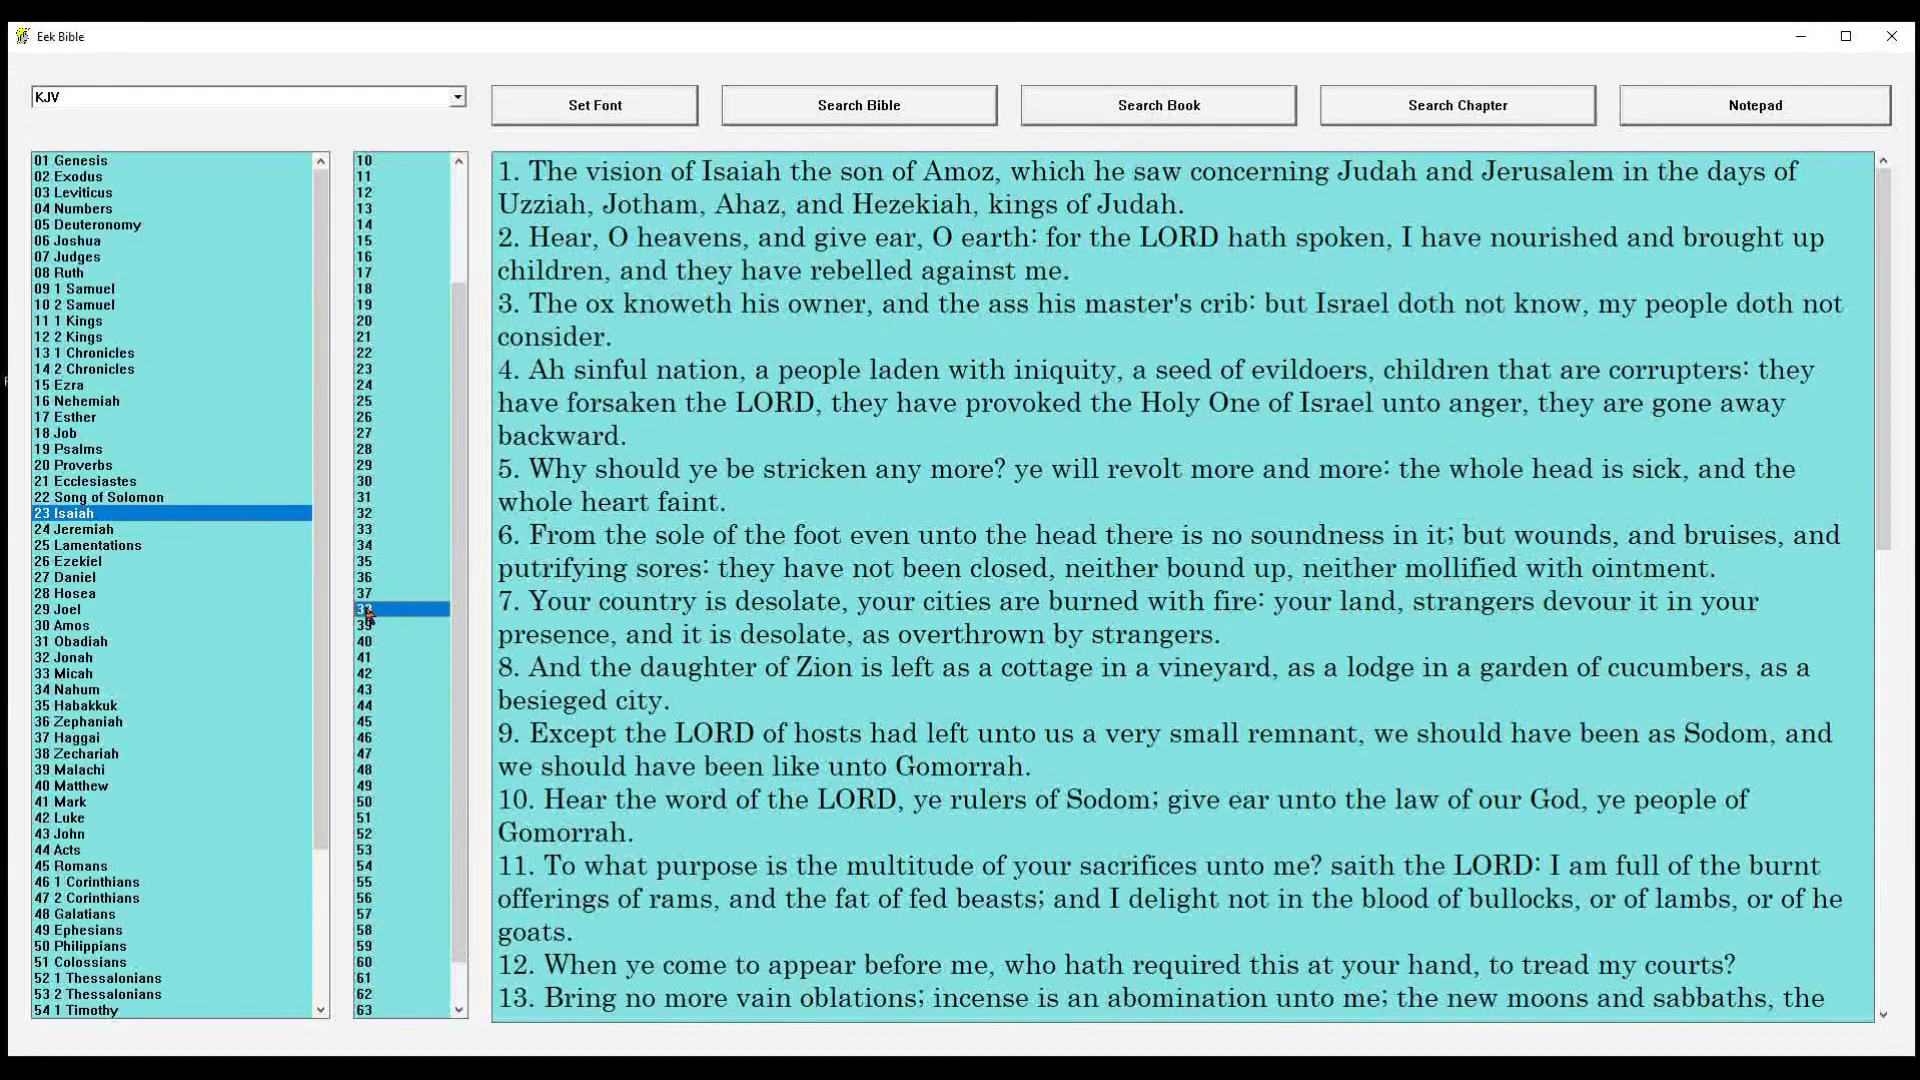 Eek Bible
KJV
Set Font
Search Bible
Search Book
Search Chapter
Notepad
01 Genesis
02 Exodus
03 Leviticus
04 Numbers
05 Deuteronomy
06 Joshua
07 Judges
08 Ruth
09 1 Samuel
10 2 Samuel
11 1 Kings
12 2 Kings
13 1 Chronicles
14 2 Chronicles
15 Ezra
16 Nehemiah
17 Esther
18 Job
19 Psalms
20 Proverbs
21 Ecclesiastes
22 Song of Solomon
23 Isaiah
24 Jeremiah
25 Lamentations
26 Ezekiel
27 Daniel
28 Hosea
29 Joel
30 Amos
31 Obadiah
32 Jonah
33 Micah
34 Nahum
35 Habakkuk
36 Zephaniah
37 Haggai
38 Zechariah
39 Malachi
40 Matthew
41 Mark
42 Luke
43 John
44 Acts
45 Romans
46 1 Corinthians
47 2 Corinthians
48 Galatians
49 Ephesians
50 Philippians
51 Colossians
52 1 Thessalonians
53 2 Thessalonians
54 1 Timothy
10
11
12
13
14
15
16
17
18
19
20
21
22
23
24
25
26
27
28
29
30
31
32
33
34
35
36
37
38
39
40
41
42
43
44
45
46
47
48
49
50
51
52
53
54
55
56
57
58
59
60
61
62
63
1. The vision of Isaiah the son of Amoz, which he saw concerning Judah and Jerusalem in the days of
Uzziah, Jotham, Ahaz, and Hezekiah, kings of Judah.
2. Hear, O heavens, and give ear, O earth: for the LORD hath spoken, I have nourished and brought up
children, and they have rebelled against me.
3. The ox knoweth his owner, and the ass his master's crib: but Israel doth not know, my people doth not
consider.
4. Ah sinful nation, a people laden with iniquity, a seed of evildoers, children that are corrupters: they
have forsaken the LORD, they have provoked the Holy One of Israel unto anger, they are gone away
backward.
5. Why should ye be stricken any more? ye will revolt more and more: the whole head is sick, and the
whole heart faint.
6. From the sole of the foot even unto the head there is no soundness in it; but wounds, and bruises, and
putrifying sores: they have not been closed, neither bound up, neither mollified with ointment.
7. Your country is desolate, your cities are burned with fire: your land, strangers devour it in your
presence, and it is desolate, as overthrown by strangers.
8. And the daughter of Zion is left as a cottage in a vineyard, as a lodge in a garden of cucumbers, as a
besieged city.
9. Except the LORD of hosts had left unto us a very small remnant, we should have been as Sodom, and
we should have been like unto Gomorrah.
10. Hear the word of the LORD, ye rulers of Sodom; give ear unto the law of our God, ye people of
Gomorrah.
11. To what purpose is the multitude of your sacrifices unto me? saith the LORD: I am full of the burnt
offerings of rams, and the fat of fed beasts; and I delight not in the blood of bullocks, or of lambs, or of he
goats.
12. When ye come to appear before me, who hath required this at your hand, to tread my courts?
13. Bring no more vain oblations; incense is an abomination unto me; the new moons and sabbaths, the